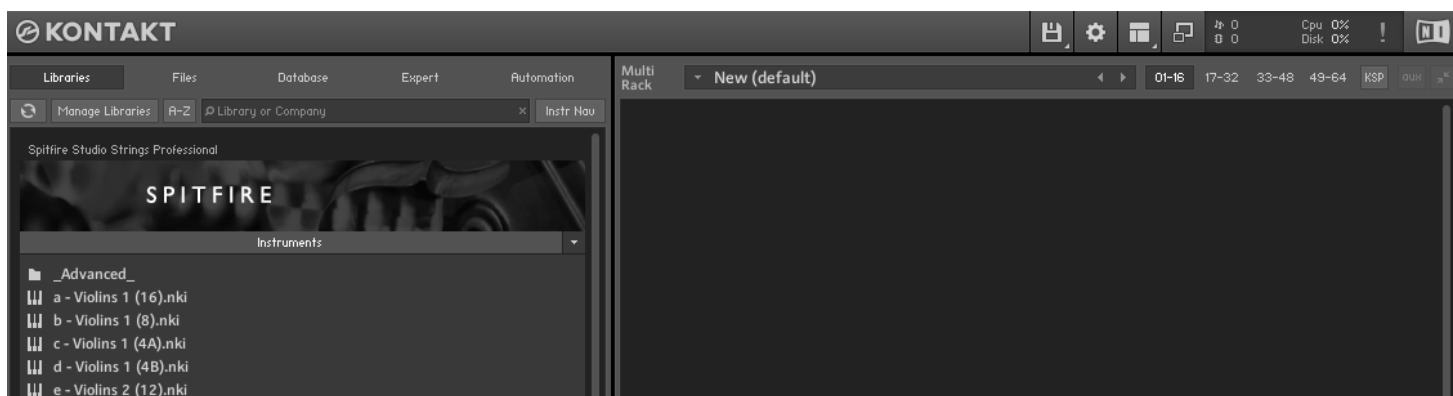 KONTAKT
0
0
Cpu 0%
Disk 0%
!
NI
Libraries Files Database Expert Automation
Multi Rack
New (default)
01-16 17-32 33-48 49-64 KSP aux
Manage Libraries A-Z Library or Company × Instr Nav
Spitfire Studio Strings Professional
SPITFIRE
Instruments
_Advanced_
a - Violins 1 (16).nki
b - Violins 1 (8).nki
c - Violins 1 (4A).nki
d - Violins 1 (4B).nki
e - Violins 2 (12).nki